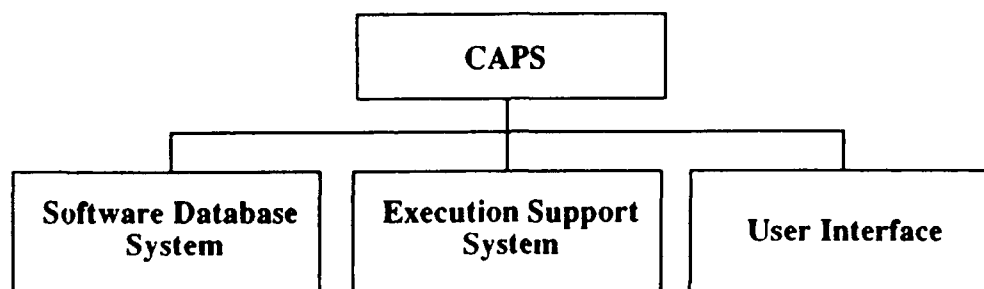 CAPS
Software Database
System
Execution Support
System
User Interface